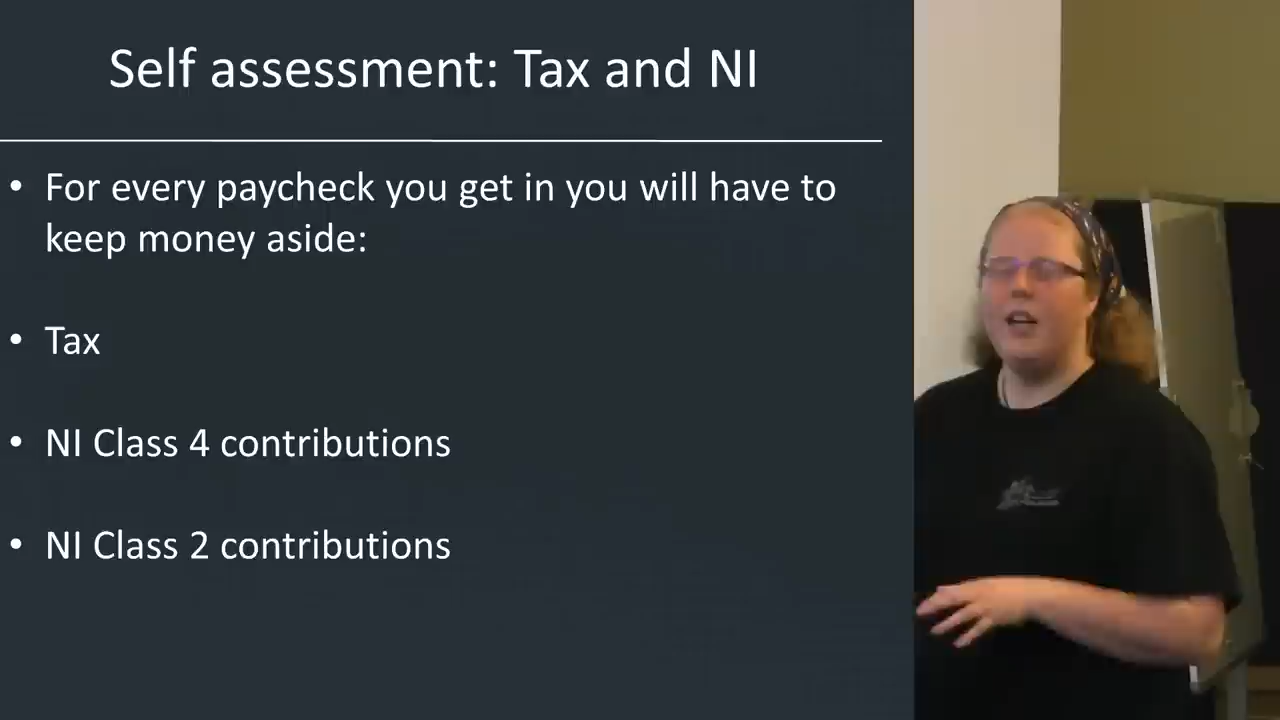 Self assessment: Tax and NI
• For every paycheck you get in you will have to
keep money aside:
• Tax
• NI Class 4 contributions
• NI Class 2 contributions